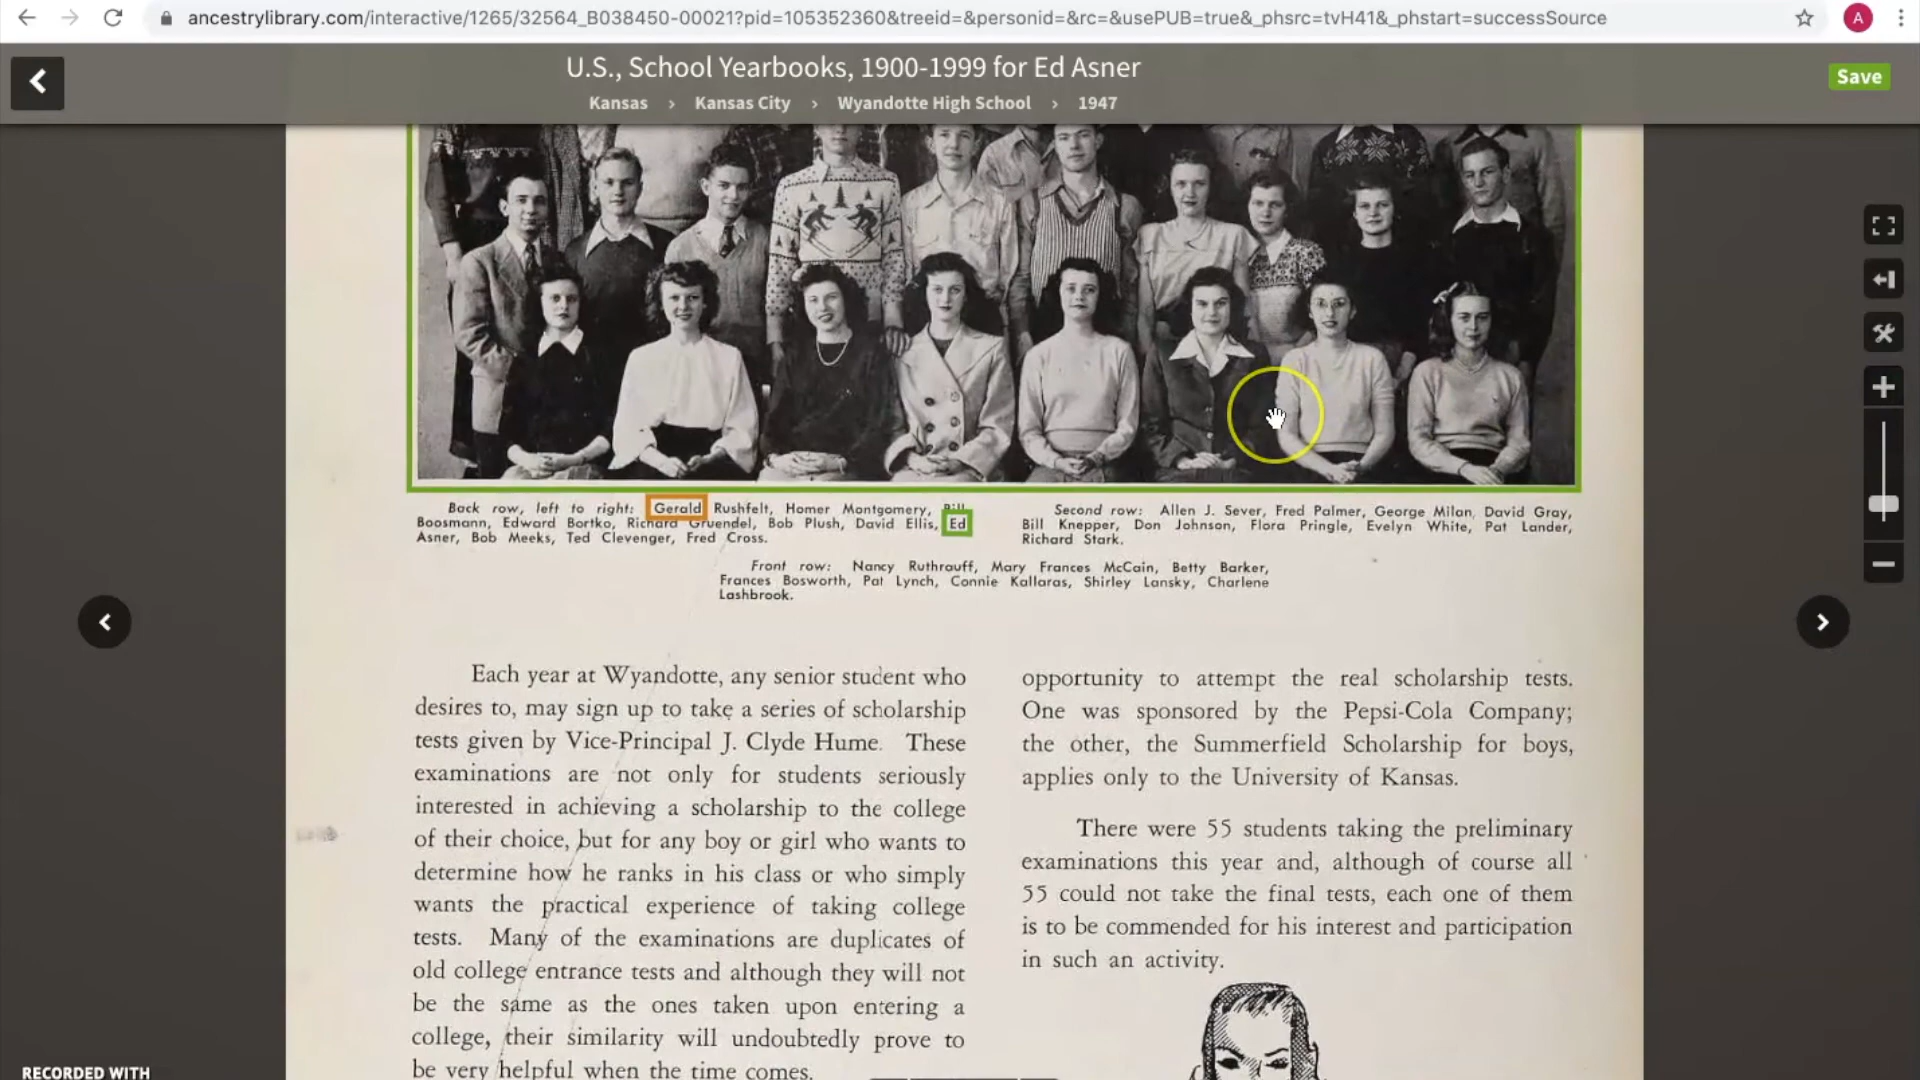 ancestrylibrary.com/interactive/1265/32564_B038450-00021?pid=105352360&treeid=&personid=&rc=&usePUB=true&_phsrc=tvH41&_phstart=successSource
A
U.S., School Yearbooks, 1900-1999 for Ed Asner
Save
Kansas > Kansas City > Wyandotte High School > 1947
Back row, left to right: Gerald Rushfelt, Homer Montgomery, Bill
Boosmann, Edward Bortko, Richard Gruendel, Bob Plush, David Ellis, Ed
Asner, Bob Meeks, Ted Clevenger, Fred Cross.
Second row: Allen J. Sever, Fred Palmer, George Milan, David Gray,
Bill Knepper, Don Johnson, Flora Pringle, Evelyn White, Pat Lander,
Richard Stark.
Front row: Nancy Ruthrauff, Mary Frances McCain, Betty Barker,
Frances Bosworth, Pat Lynch, Connie Kallaras, Shirley Lansky, Charlene
Lashbrook.
Each year at Wyandotte, any senior student who
desires to, may sign up to take a series of scholarship
tests given by Vice-Principal J. Clyde Hume. These
examinations are not only for students seriously
interested in achieving a scholarship to the college
of their choice, but for any boy or girl who wants to
determine how he ranks in his class or who simply
wants the practical experience of taking college
tests. Many of the examinations are duplicates of
old college entrance tests and although they will not
be the same as the ones taken upon entering a
college, their similarity will undoubtedly prove to
be very helpful when the time comes.
opportunity to attempt the real scholarship tests.
One was sponsored by the Pepsi-Cola Company;
the other, the Summerfield Scholarship for boys,
applies only to the University of Kansas.
There were 55 students taking the preliminary
examinations this year and, although of course all
55 could not take the final tests, each one of them
is to be commended for his interest and participation
in such an activity.
RECORDED WITH